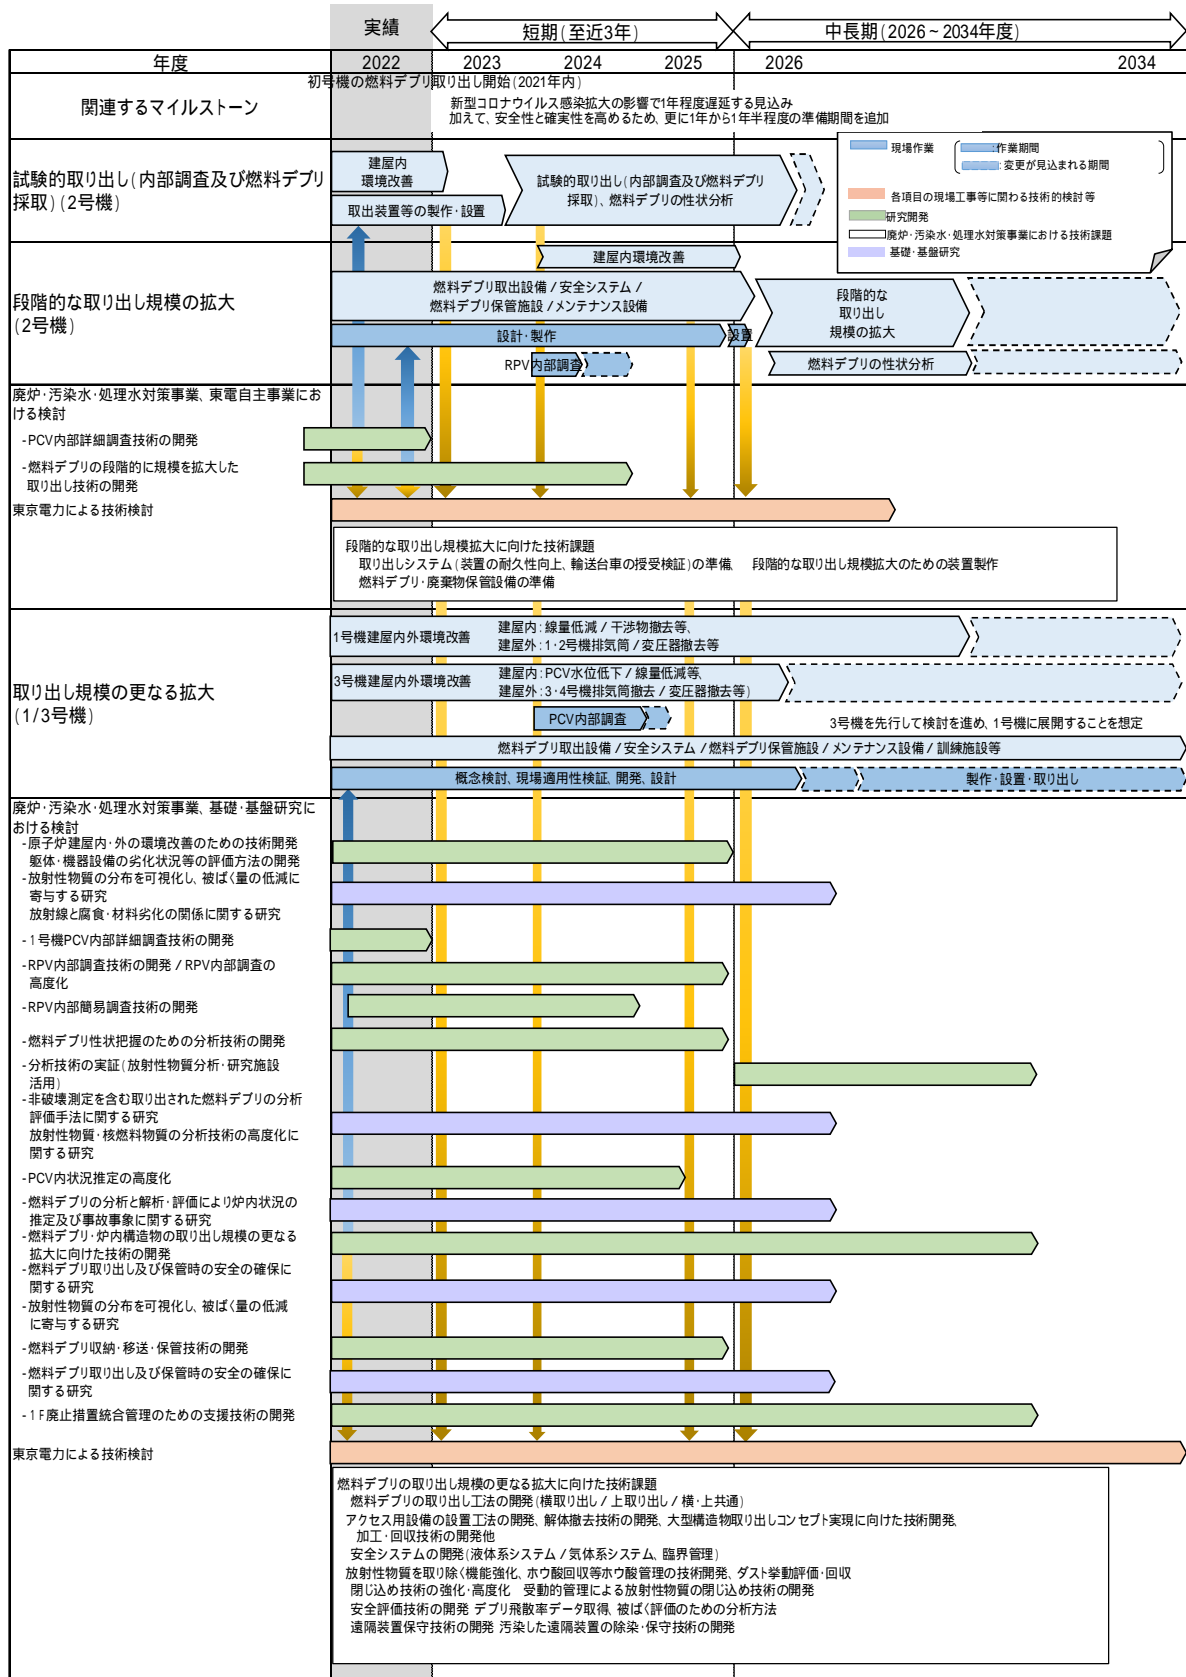 実績
短期(至近3年)
中長期(2026~2034年度)
年度
2022
2023
2024
2025
2026
2034
関連するマイルストーン
初号機の燃料デブリ取り出し開始(2021年内)
新型コロナウイルス感染拡大の影響で1年程度遅延する見込み
加えて、安全性と確実性を高めるため、更に1年から1年半程度の準備期間を追加
現場作業
:作業期間
:変更が見込まれる期間
各項目の現場工事等に関わる技術的検討等
研究開発
廃炉・汚染水・処理水対策事業における技術課題
基礎・基盤研究
試験的取り出し(内部調査及び燃料デブリ
採取)(2号機)
建屋内
環境改善
取出装置等の製作・設置
試験的取り出し(内部調査及び燃料デブリ
採取)、燃料デブリの性状分析
段階的な取り出し規模の拡大
(2号機)
建屋内環境改善
燃料デブリ取出設備/安全システム/
燃料デブリ保管施設/メンテナンス設備
設計・製作
設置
RPV内部調査
段階的な
取り出し
規模の拡大
燃料デブリの性状分析
廃炉・汚染水・処理水対策事業、東電自主事業にお
ける検討
-PCV内部詳細調査技術の開発
-燃料デブリの段階的に規模を拡大した
取り出し技術の開発
東京電力による技術検討
段階的な取り出し規模拡大に向けた技術課題
取り出しシステム(装置の耐久性向上、輸送台車の授受検証)の準備、 段階的な取り出し規模拡大のための装置製作
燃料デブリ・廃棄物保管設備の準備
取り出し規模の更なる拡大
(1/3号機)
1号機建屋内外環境改善
建屋内:線量低減/干渉物撤去等、
建屋外:1・2号機排気筒/変圧器撤去等
3号機建屋内外環境改善
建屋内:PCV水位低下/線量低減等、
建屋外:3・4号機排気筒撤去/変圧器撤去等)
PCV内部調査
3号機を先行して検討を進め、1号機に展開することを想定
燃料デブリ取出設備/安全システム/燃料デブリ保管施設/メンテナンス設備/訓練施設等
概念検討、現場適用性検証、開発、設計
製作・設置・取り出し
廃炉・汚染水・処理水対策事業、基礎・基盤研究に
おける検討
-原子炉建屋内・外の環境改善のための技術開発
躯体・機器設備の劣化状況等の評価方法の開発
-放射性物質の分布を可視化し、被ばく量の低減に
寄与する研究
放射線と腐食・材料劣化の関係に関する研究
-1号機PCV内部詳細調査技術の開発
-RPV内部調査技術の開発/RPV内部調査の
高度化
-RPV内部簡易調査技術の開発
-燃料デブリ性状把握のための分析技術の開発
-分析技術の実証(放射性物質分析・研究施設
活用)
-非破壊測定を含む取り出された燃料デブリの分析
評価手法に関する研究
放射性物質・核燃料物質の分析技術の高度化に
関する研究
-PCV内状況推定の高度化
-燃料デブリの分析と解析・評価により炉内状況の
推定及び事故事象に関する研究
-燃料デブリ・炉内構造物の取り出し規模の更なる
拡大に向けた技術の開発
-燃料デブリ取り出し及び保管時の安全の確保に
関する研究
-放射性物質の分布を可視化し、被ばく量の低減
に寄与する研究
-燃料デブリ収納・移送・保管技術の開発
-燃料デブリ取り出し及び保管時の安全の確保に
関する研究
-1F廃止措置統合管理のための支援技術の開発
東京電力による技術検討
燃料デブリの取り出し規模の更なる拡大に向けた技術課題
燃料デブリの取り出し工法の開発(横取り出し/上取り出し/横・上共通)
アクセス用設備の設置工法の開発、解体撤去技術の開発、大型構造物取り出しコンセプト実現に向けた技術開発、
加工・回収技術の開発他
安全システムの開発(液体系システム/気体系システム、臨界管理)
放射性物質を取り除く機能強化、ホウ酸回収等ホウ酸管理の技術開発、ダスト挙動評価・回収
閉じ込め技術の強化・高度化 受動的管理による放射性物質の閉じ込め技術の開発
安全評価技術の開発 デブリ飛散率データ取得、被ばく評価のための分析方法
遠隔装置保守技術の開発 汚染した遠隔装置の除染・保守技術の開発